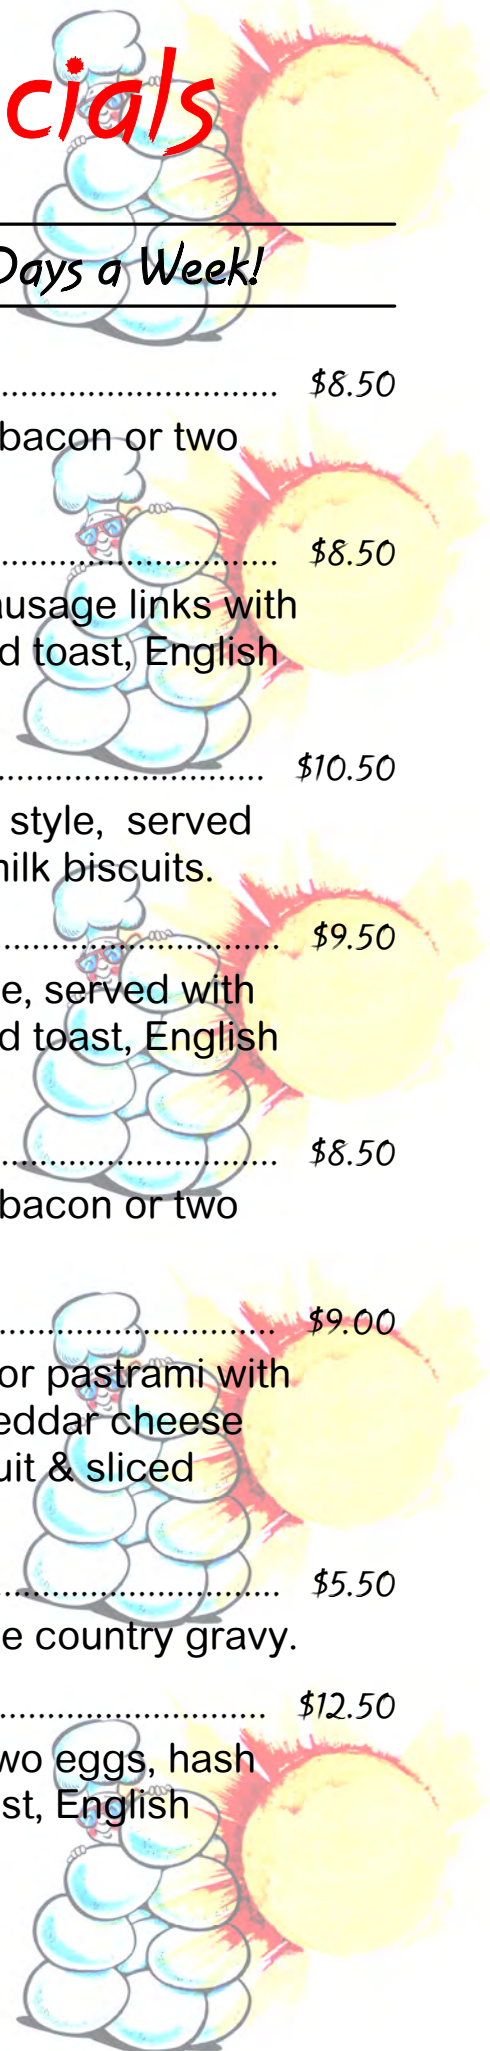 cials
Days a Week!
............................ $8.50
bacon or two
............................ $8.50
ausage links with
d toast, English
........................... $10.50
style, served
milk biscuits.
............................ $9.50
e, served with
d toast, English
............................ $8.50
bacon or two
............................ $9.00
or pastrami with
eddar cheese
uit & sliced
............................ $5.50
e country gravy.
........................... $12.50
wo eggs, hash
st, English